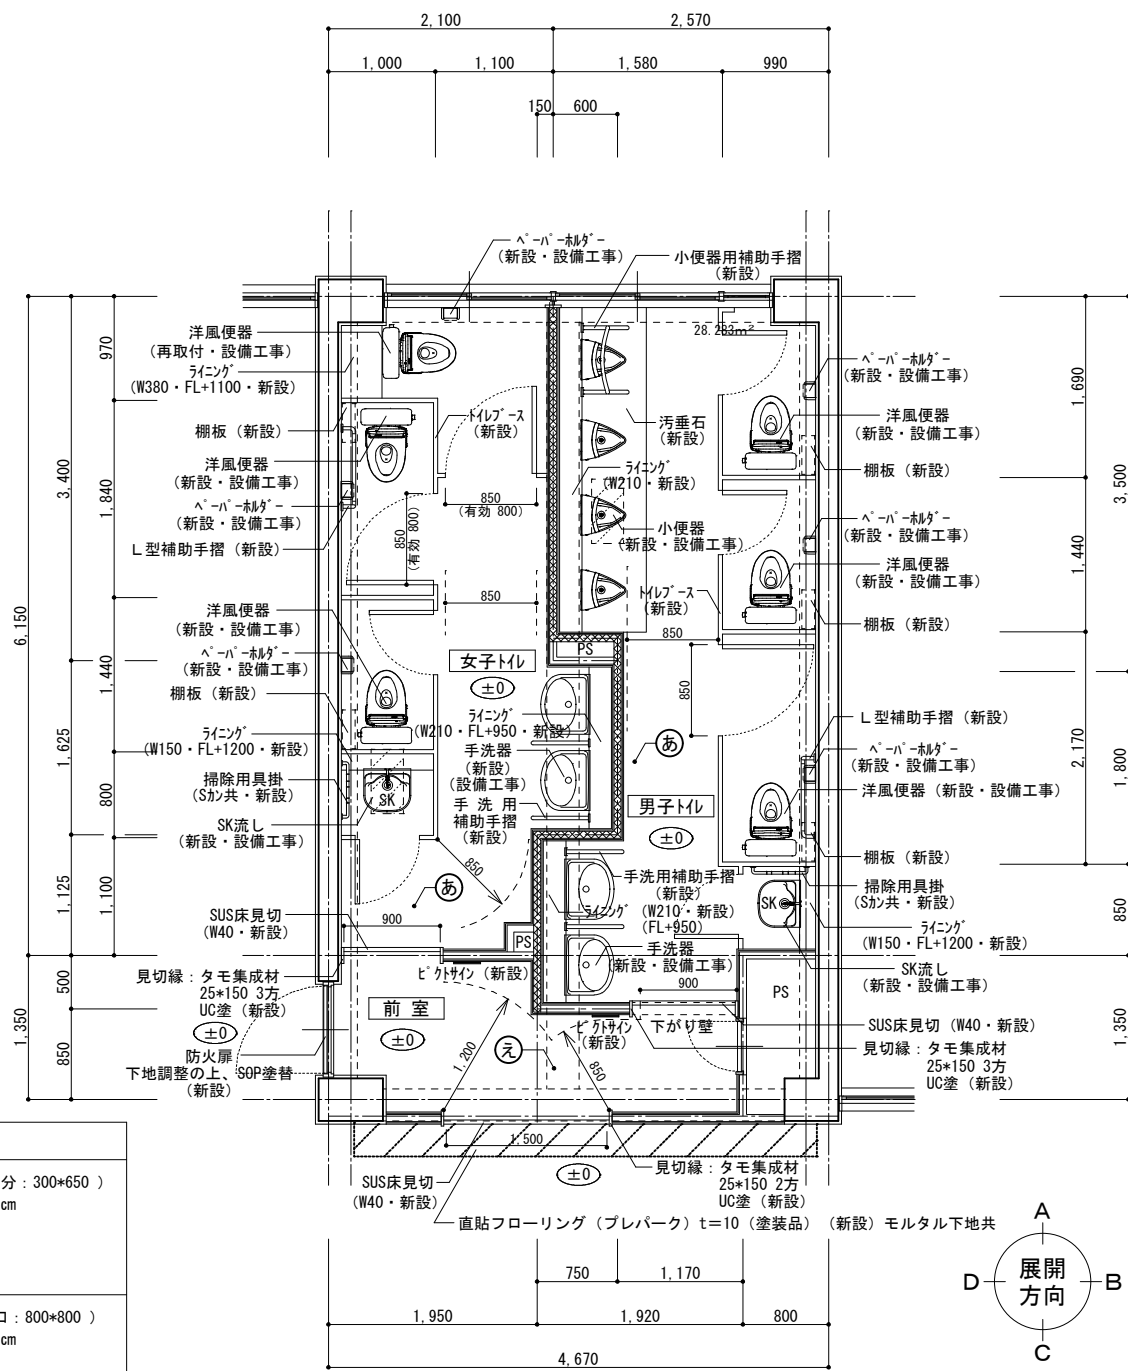 2,100
2,570
1,000
1,100
1,580
990
150
600
ペーパーホルダー
(新設・設備工事)
小便器用補助手摺
(新設)
28.283m²
洋風便器
(再取付・設備工事)
ライニング
(W380・FL+1100・新設)
棚板(新設)
洋風便器
(新設・設備工事)
ペーパーホルダー
(新設・設備工事)
L型補助手摺(新設)
洋風便器
(新設・設備工事)
ペーパーホルダー
(新設・設備工事)
棚板(新設)
ライニング
(W150・FL+1200・新設)
掃除用具掛
(Sカン共・新設)
SK流し
(新設・設備工事)
SUS床見切
(W40・新設)
見切縁:タモ集成材
25*150 3方
UC塗(新設)
±0
防火扉
下地調整の上、SOP塗替
(新設)
970
1,840
1,440
800
1,100
3,400
1,625
1,125
500
850
6,150
1,350
トイレブース
(新設)
850
(有効 800)
850
(有効 800)
850
女子トイレ
±0
ライニング
(W210・FL+950・新設)
手洗器
(新設)
(設備工事)
手洗用
補助手摺
(新設)
SK
850
あ
900
PS
ピクトサイン(新設)
前室
±0
1,200
え
850
1,500
汚垂石
(新設)
ライニング
(W210・新設)
小便器
(新設・設備工事)
トイレブース
(新設)
850
PS
850
あ
男子トイレ
±0
手洗用補助手摺
(新設)
ライニング
(W210・新設)
(FL+950)
手洗器
(新設・設備工事)
900
ピクトサイン
(新設)
下がり壁
SK
PS
ペーパーホルダー
(新設・設備工事)
洋風便器
(新設・設備工事)
棚板(新設)
ペーパーホルダー
(新設・設備工事)
洋風便器
(新設・設備工事)
棚板(新設)
L型補助手摺(新設)
ペーパーホルダー
(新設・設備工事)
洋風便器(新設・設備工事)
棚板(新設)
掃除用具掛
(Sカン共・新設)
ライニング
(W150・FL+1200・新設)
SK流し
(新設・設備工事)
SUS床見切(W40・新設)
見切縁:タモ集成材
25*150 3方
UC塗(新設)
1,690
1,440
2,170
3,500
1,800
850
1,350
SUS床見切
(W40・新設)
±0
見切縁:タモ集成材
25*150 2方
UC塗(新設)
直貼フローリング(プレパーク)t=10(塗装品)(新設)モルタル下地共
分:300*650 )
cm
:800*800 )
cm
750
1,170
1,950
1,920
800
4,670
A
D
展開
方向
B
C